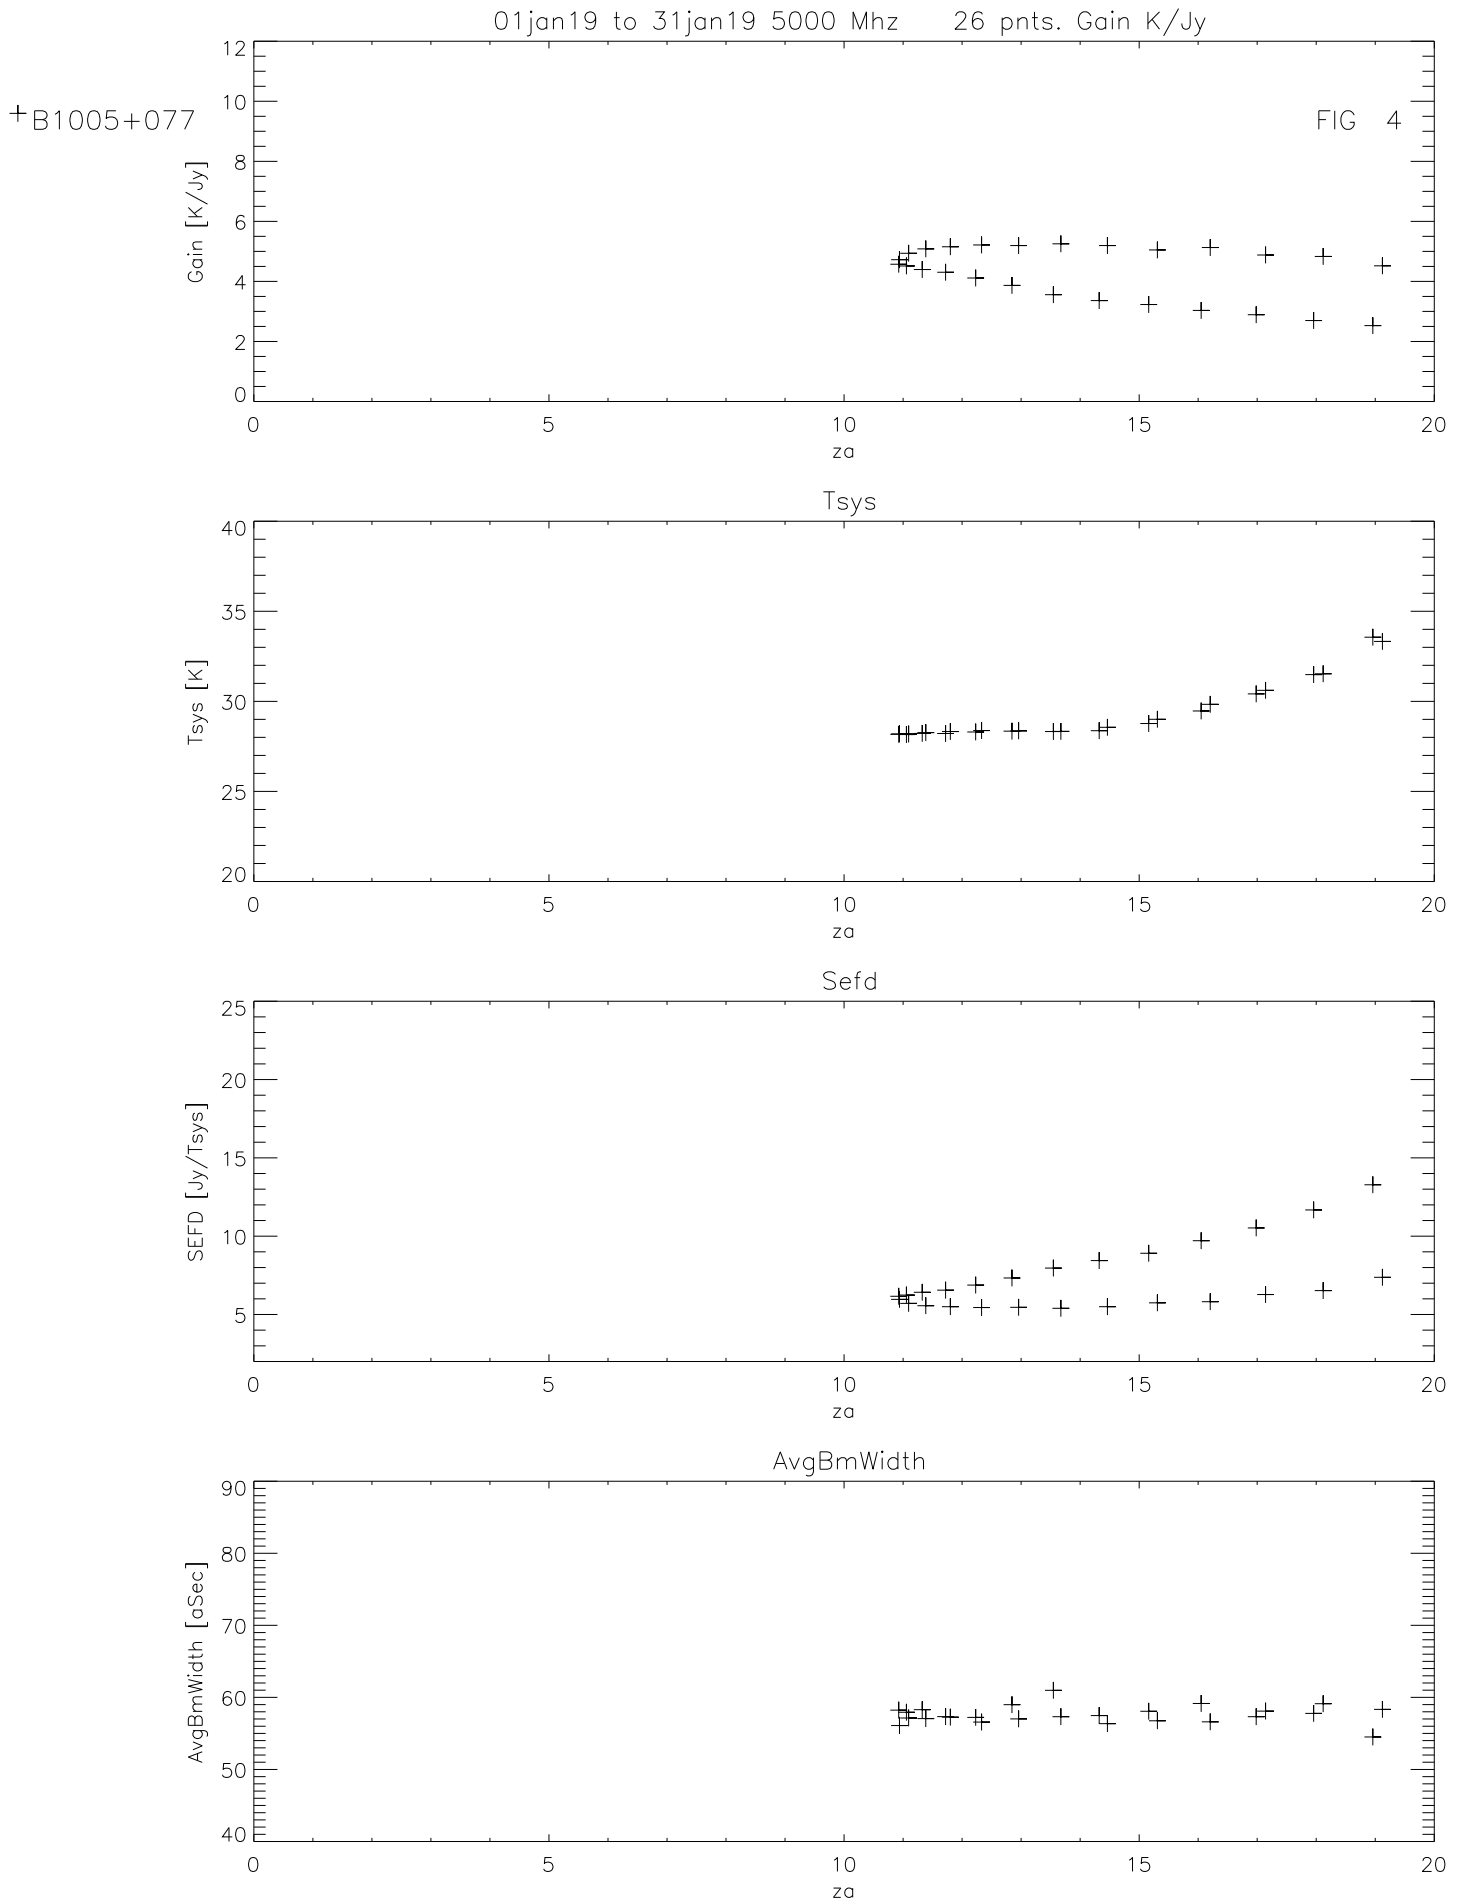 01jan19 to 31jan19 5000 Mhz 26 pnts. Gain K/Jy
+B1005+077
FIG 4
Gain [K/Jy]
12
10
8
6
4
2
0
0 5 10 15 20
za
Tsys
Tsys [K]
40
35
30
25
20
0 5 10 15 20
za
Sefd
SEFD [Jy/Tsys]
25
20
15
10
5
0 5 10 15 20
za
AvgBmWidth
AvgBmWidth [aSec]
90
80
70
60
50
40
0 5 10 15 20
za